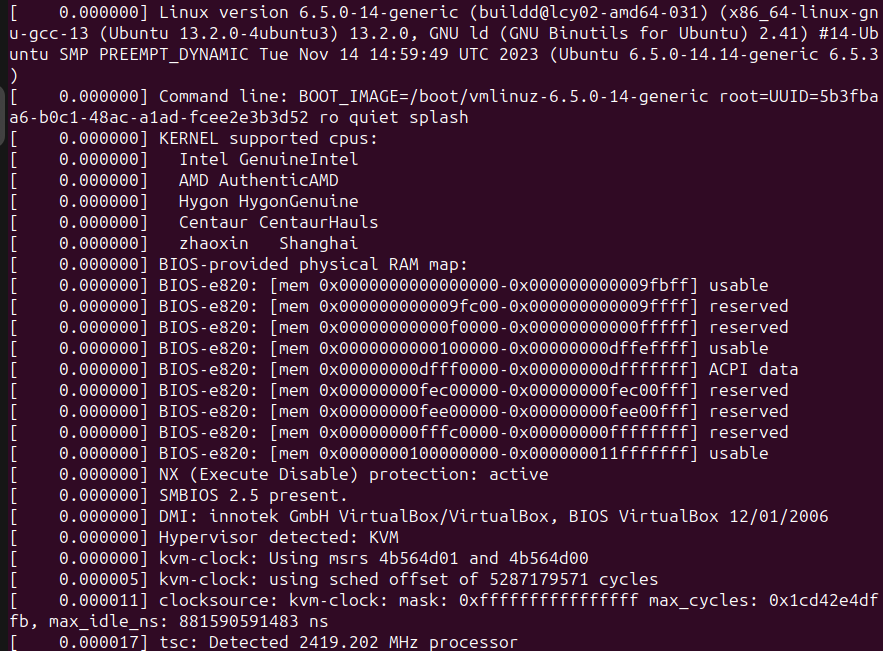 [    0.000000] Linux version 6.5.0-14-generic (buildd@lcy02-amd64-031) (x86_64-linux-gn
u-gcc-13 (Ubuntu 13.2.0-4ubuntu3) 13.2.0, GNU ld (GNU Binutils for Ubuntu) 2.41) #14-Ub
untu SMP PREEMPT_DYNAMIC Tue Nov 14 14:59:49 UTC 2023 (Ubuntu 6.5.0-14.14-generic 6.5.3
)
[    0.000000] Command line: BOOT_IMAGE=/boot/vmlinuz-6.5.0-14-generic root=UUID=5b3fba
a6-b0c1-48ac-a1ad-fcee2e3b3d52 ro quiet splash
[    0.000000] KERNEL supported cpus:
[    0.000000]   Intel GenuineIntel
[    0.000000]   AMD AuthenticAMD
[    0.000000]   Hygon HygonGenuine
[    0.000000]   Centaur CentaurHauls
[    0.000000]   zhaoxin   Shanghai
[    0.000000] BIOS-provided physical RAM map:
[    0.000000] BIOS-e820: [mem 0x0000000000000000-0x000000000009fbff] usable
[    0.000000] BIOS-e820: [mem 0x000000000009fc00-0x000000000009ffff] reserved
[    0.000000] BIOS-e820: [mem 0x00000000000f0000-0x00000000000fffff] reserved
[    0.000000] BIOS-e820: [mem 0x0000000000100000-0x00000000dffeffff] usable
[    0.000000] BIOS-e820: [mem 0x00000000dfff0000-0x00000000dfffffff] ACPI data
[    0.000000] BIOS-e820: [mem 0x00000000fec00000-0x00000000fec00fff] reserved
[    0.000000] BIOS-e820: [mem 0x00000000fee00000-0x00000000fee00fff] reserved
[    0.000000] BIOS-e820: [mem 0x00000000fffc0000-0x00000000ffffffff] reserved
[    0.000000] BIOS-e820: [mem 0x0000000100000000-0x000000011fffffff] usable
[    0.000000] NX (Execute Disable) protection: active
[    0.000000] SMBIOS 2.5 present.
[    0.000000] DMI: innotek GmbH VirtualBox/VirtualBox, BIOS VirtualBox 12/01/2006
[    0.000000] Hypervisor detected: KVM
[    0.000000] kvm-clock: Using msrs 4b564d01 and 4b564d00
[    0.000005] kvm-clock: using sched offset of 5287179571 cycles
[    0.000011] clocksource: kvm-clock: mask: 0xffffffffffffffff max_cycles: 0x1cd42e4df
fb, max_idle_ns: 881590591483 ns
[    0.000017] tsc: Detected 2419.202 MHz processor